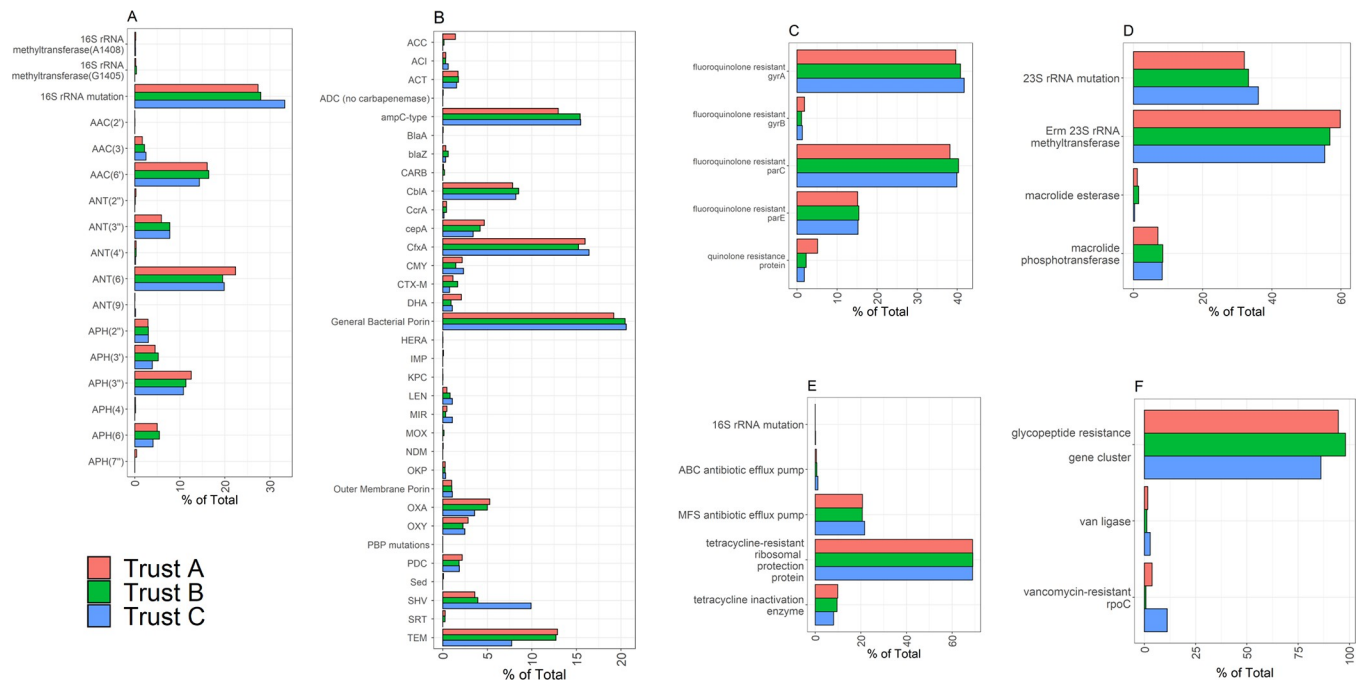 A
16S rRNA
methyltransferase(A1408)
16S rRNA
methyltransferase(G1405)
16S rRNA mutation
AAC(2')
AAC(3)
AAC(6')
ANT(2'')
ANT(3'')
ANT(4')
ANT(6)
ANT(9)
APH(2'')
APH(3')
APH(3'')
APH(4)
APH(6)
APH(7'')
0
10
20
30
% of Total
Trust A
Trust B
Trust C
B
ACC
ACI
ACT
ADC (no carbapenemase)
ampC-type
BlaA
blaZ
CARB
CblA
CcrA
cepA
CfxA
CMY
CTX-M
DHA
General Bacterial Porin
HERA
IMP
KPC
LEN
MIR
MOX
NDM
OKP
Outer Membrane Porin
OXA
OXY
PBP mutations
PDC
Sed
SHV
SRT
TEM
0
5
10
15
20
% of Total
C
fluoroquinolone resistant
gyrA
fluoroquinolone resistant
gyrB
fluoroquinolone resistant
parC
fluoroquinolone resistant
parE
quinolone resistance
protein
0
10
20
30
40
% of Total
D
23S rRNA mutation
Erm 23S rRNA
methyltransferase
macrolide esterase
macrolide
phosphotransferase
0
20
40
60
% of Total
E
16S rRNA mutation
ABC antibiotic efflux pump
MFS antibiotic efflux pump
tetracycline-resistant
ribosomal
protection
protein
tetracycline inactivation
enzyme
0
20
40
60
% of Total
F
glycopeptide resistance
gene cluster
van ligase
vancomycin-resistant
rpoC
0
25
50
75
100
% of Total